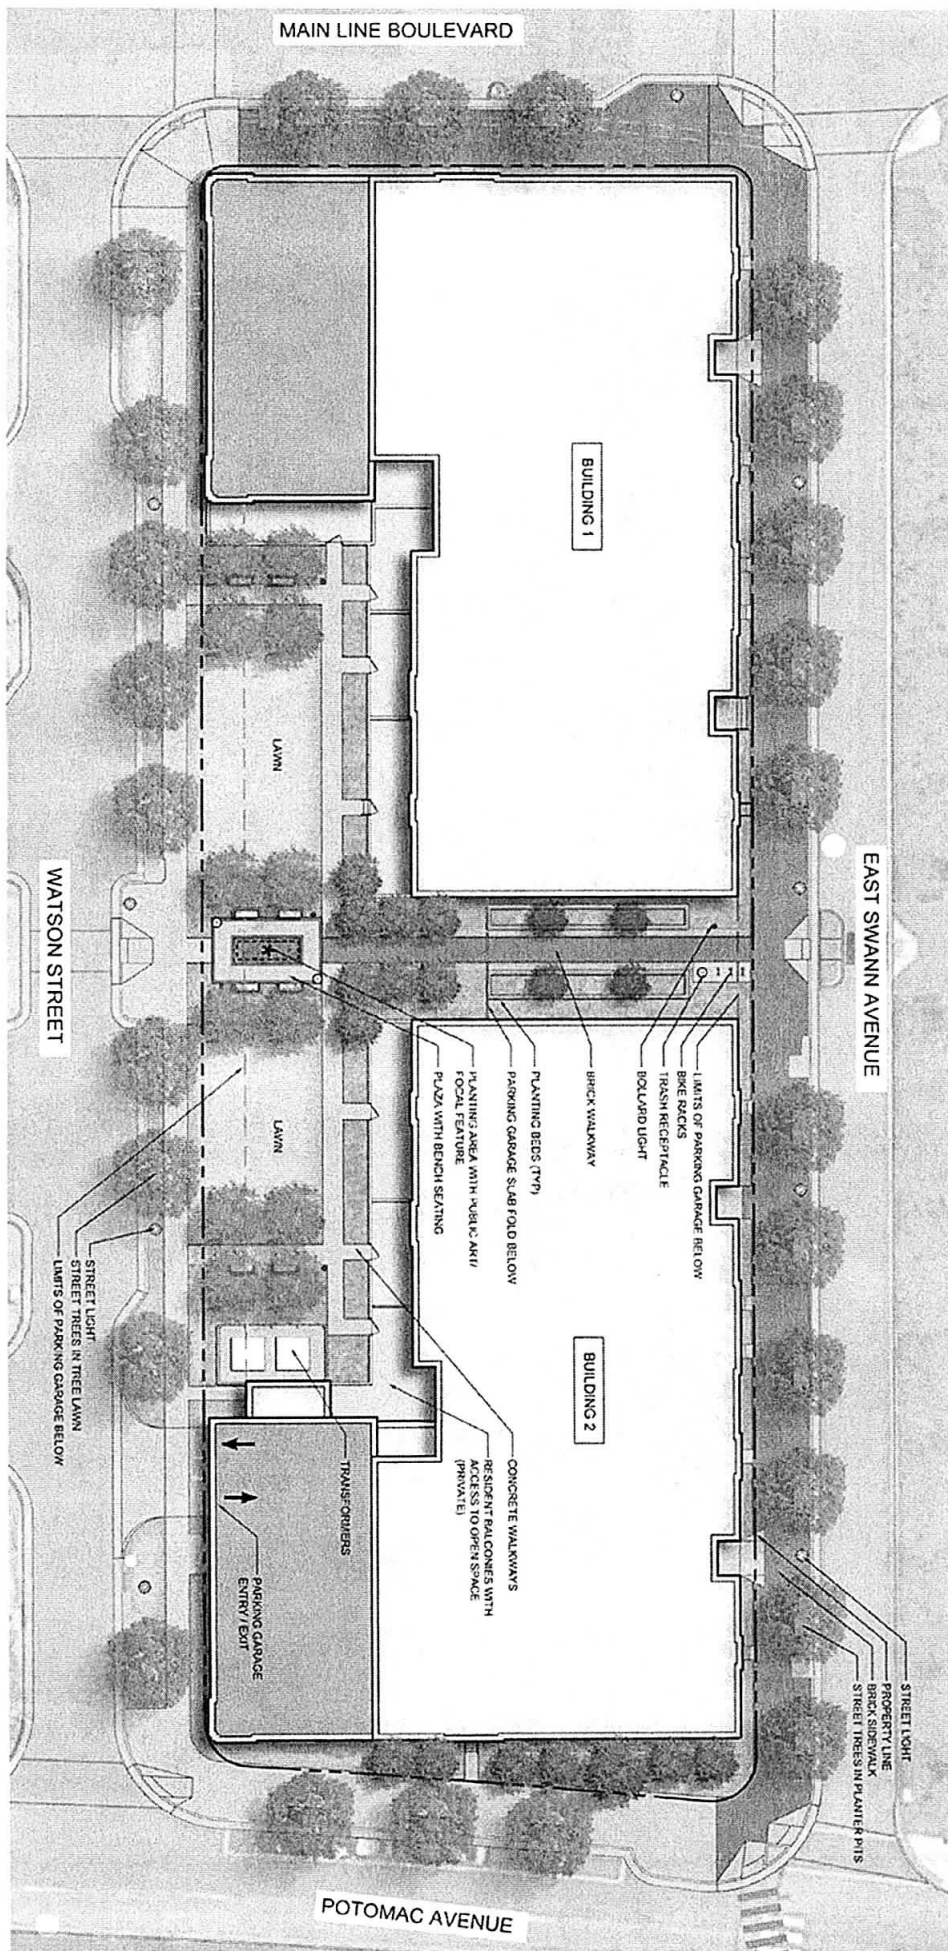 MAIN LINE BOULEVARD
BUILDING 1
LAWN
EAST SWANN AVENUE
WATSON STREET
LIMITS OF PARKING GARAGE BELOW
BIKE RACKS
TRASH RECEPTACLE
BOLLARD LIGHT
BRICK WALKWAY
PLANTING BEDS (TYP)
PARKING GARAGE SLAB FOLD BELOW
PLANTING AREA WITH PUBLIC ART/
FOCAL FEATURE
PLAZA WITH BENCH SEATING
LAWN
STREET LIGHT
STREET TREES IN TREE LAWN
LIMITS OF PARKING GARAGE BELOW
BUILDING 2
CONCRETE WALKWAYS
RESIDENT BALCONIES WITH
ACCESS TO OPEN SPACE
(PRIVATE)
TRANSFORMERS
PARKING GARAGE
ENTRY / EXIT
STREET LIGHT
PROPERTY LINE
BRICK SIDEWALK
STREET TREES IN PLANTER PITS
POTOMAC AVENUE